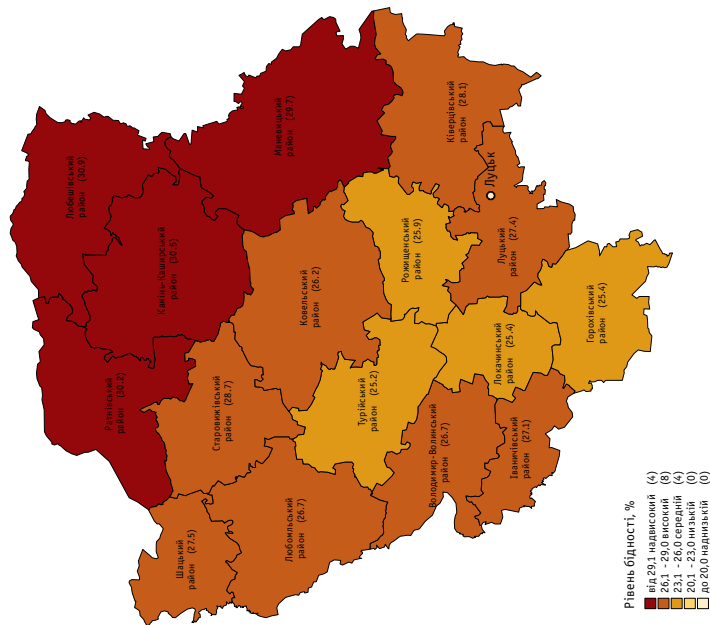 Любешівський
район (30.9)
Маневицький
район (29.7)
Камінь-Каширський
район (30.5)
Ратнівський
район (30.2)
Ківерцівський
район (28.1)
Луцьк
Рожищенський
район (25.9)
Луцький
район (27.4)
Ковельський
район (26.2)
Старовижівський
район (28.7)
Турійський
район (25.2)
Локачинський
район (25.4)
Горохівський
район (25.4)
Шацький
район (27.5)
Любомльський
район (26.7)
Володимир-Волинський
район (26.7)
Іваничівський
район (27.1)
Рівень бідності, %
від 29,1 надвисокий (4)
26,1 - 29,0 високий (8)
23,1 - 26,0 середній (4)
20,1 - 23,0 низькій (0)
до 20,0 наднизькій (0)